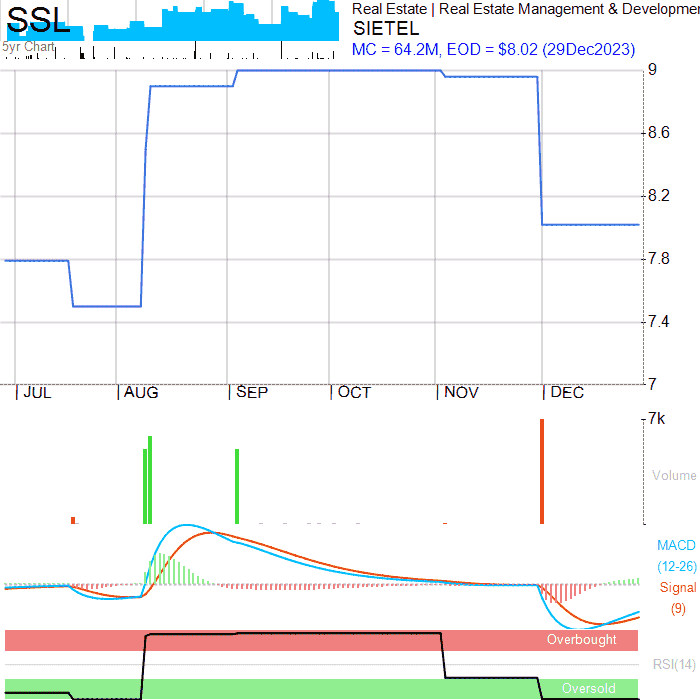 SSL
Real Estate | Real Estate Management & Developmen
SIETEL
5yr Chart
MC = 64.2M, EOD = $8.02 (29Dec2023)
9
8.6
8.2
7.8
7.4
7
JUL
AUG
SEP
OCT
NOV
DEC
7k
Volume
MACD
(12-26)
Signal
(9)
Overbought
RSI(14)
Oversold